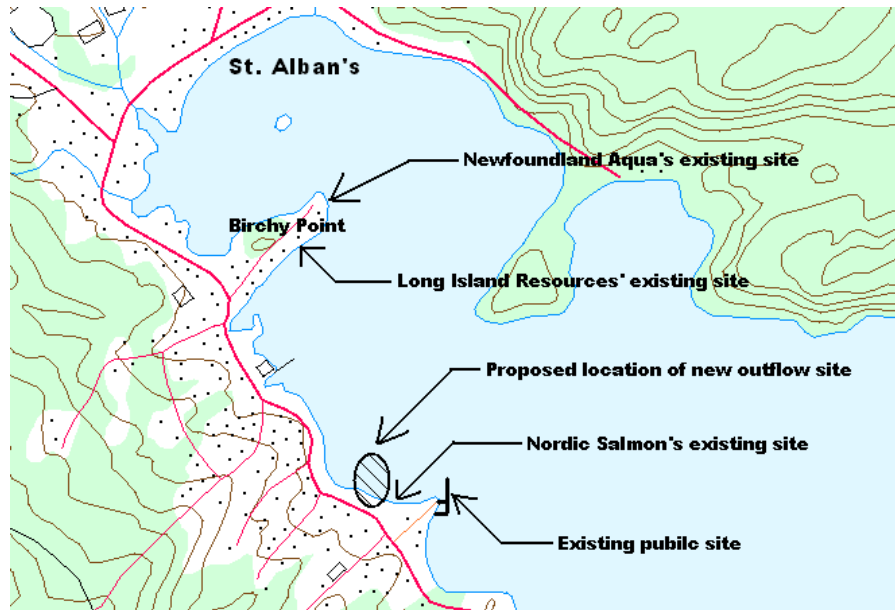 St. Alban's
Newfoundland Aqua's existing site
Birchy Point
Long Island Resources' existing site
Proposed location of new outflow site
Nordic Salmon's existing site
Existing pubilc site